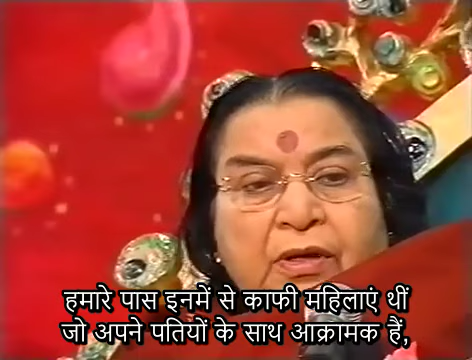 हमारे पास इनमें से काफी महिलाएं थीं
जो अपने पतियों के साथ आक्रामक हैं,